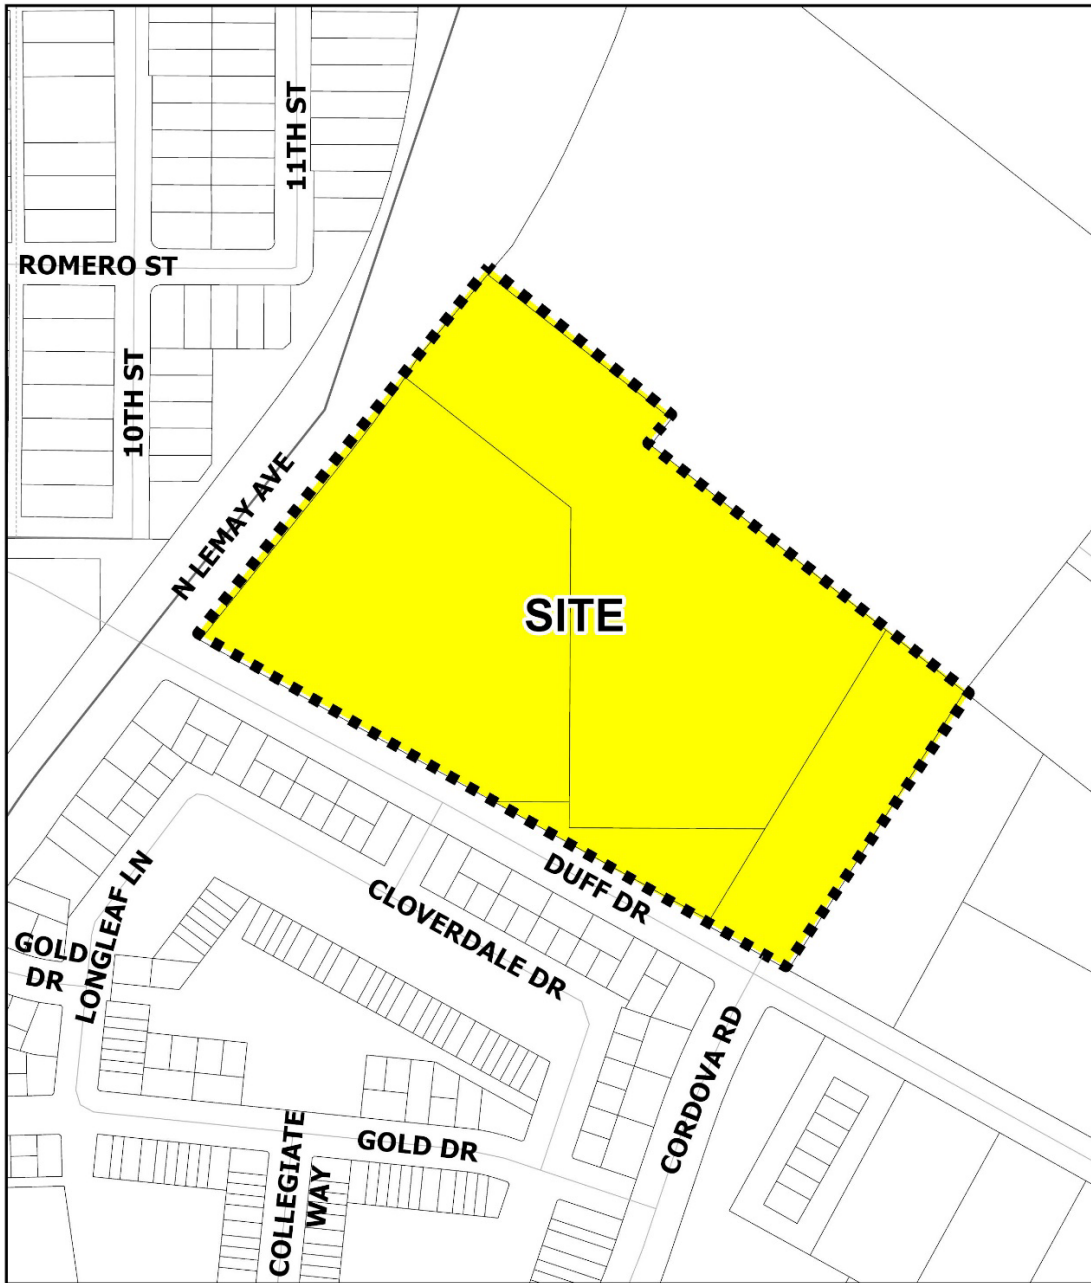 11TH ST
ROMERO ST
10TH ST
N LEMAY AVE
SITE
DUFF DR
CLOVERDALE DR
LONGLEAF LN
GOLD
DR
CORDOVA RD
GOLD DR
COLLEGIATE
WAY